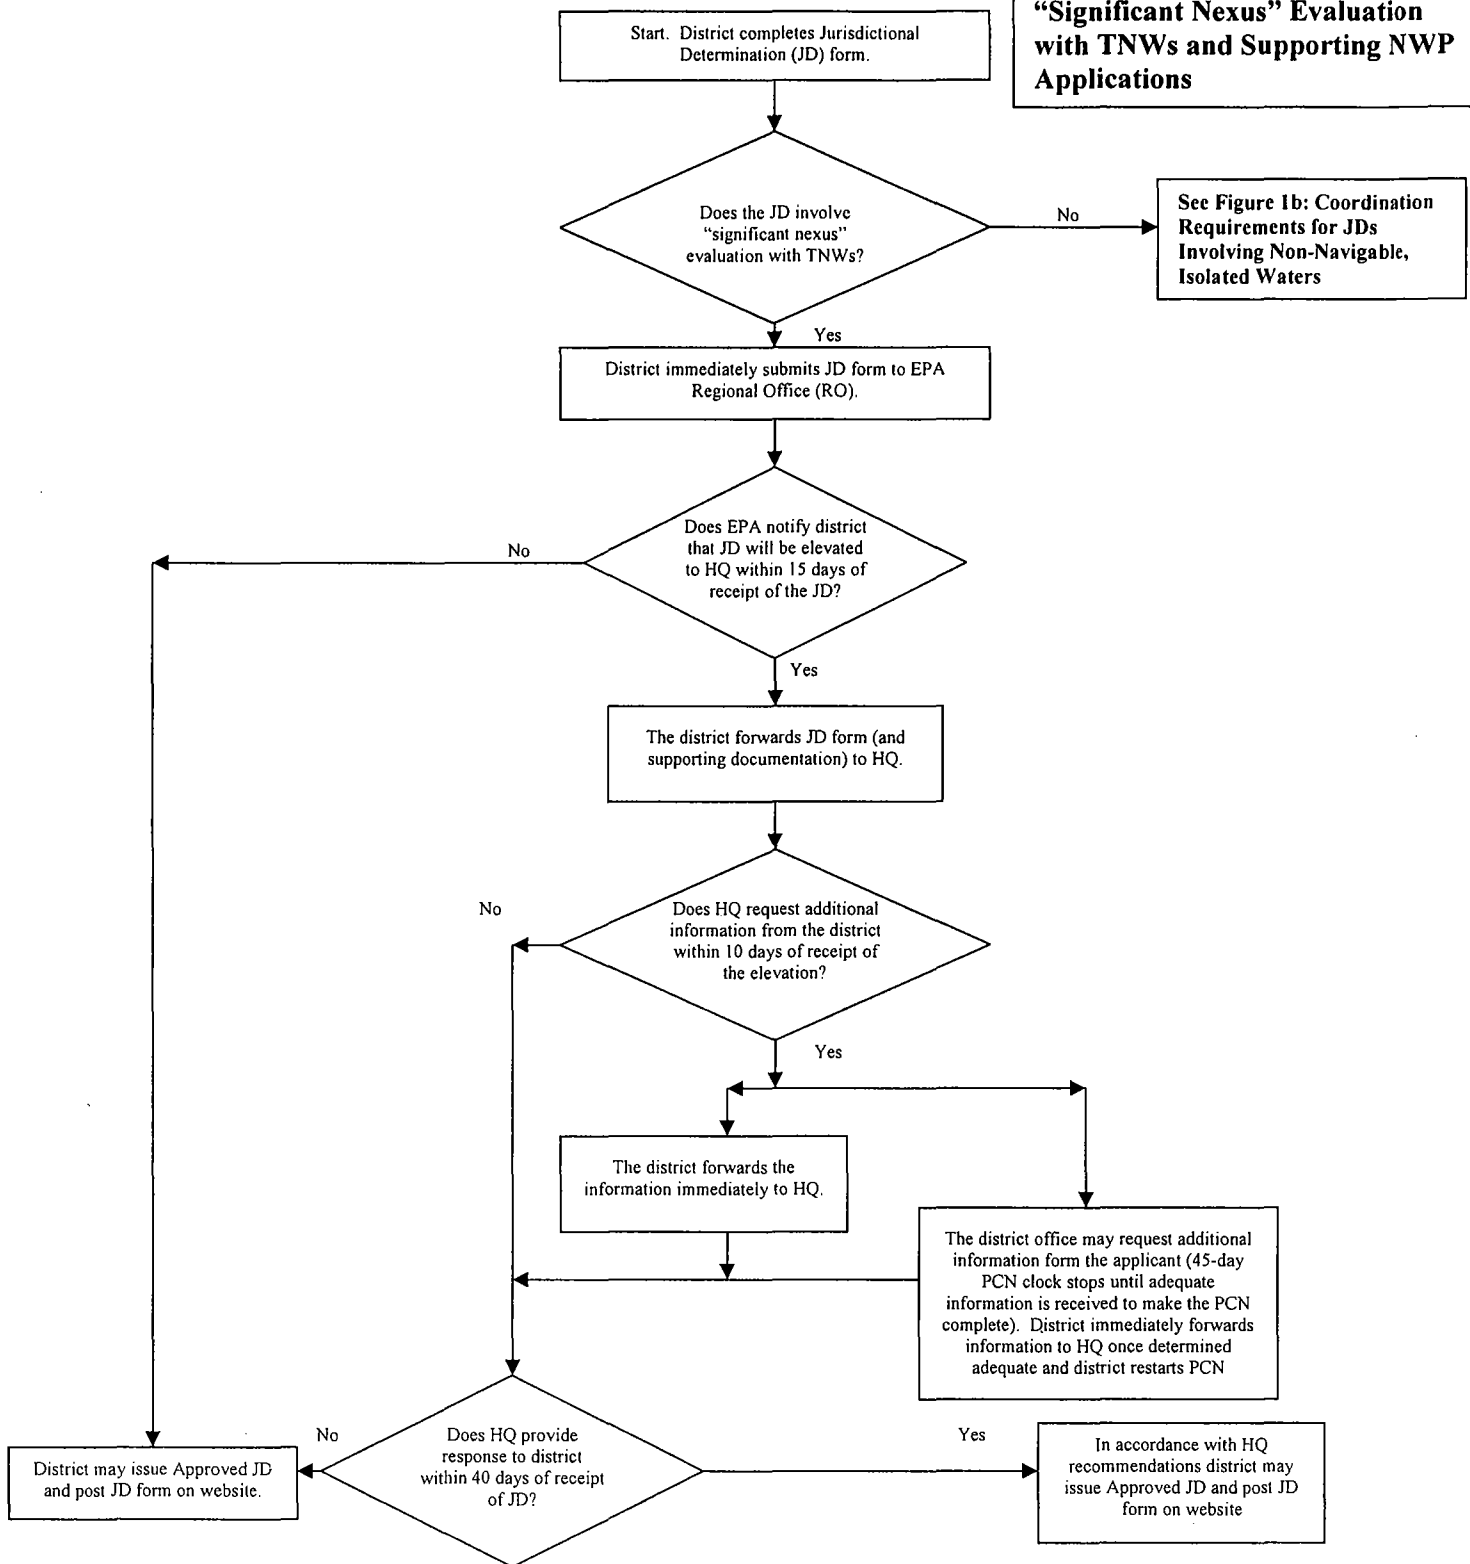 “Significant Nexus” Evaluation
with TNWs and Supporting NWP
Applications
Start. District completes Jurisdictional
Determination (JD) form.
Does the JD involve
“significant nexus”
evaluation with TNWs?
No
See Figure 1b: Coordination
Requirements for JDs
Involving Non-Navigable,
Isolated Waters
Yes
District immediately submits JD form to EPA
Regional Office (RO).
Does EPA notify district
that JD will be elevated
to HQ within 15 days of
receipt of the JD?
No
Yes
The district forwards JD form (and
supporting documentation) to HQ.
Does HQ request additional
information from the district
within 10 days of receipt of
the elevation?
No
Yes
The district forwards the
information immediately to HQ.
The district office may request additional
information form the applicant (45-day
PCN clock stops until adequate
information is received to make the PCN
complete). District immediately forwards
information to HQ once determined
adequate and district restarts PCN
Does HQ provide
response to district
within 40 days of receipt
of JD?
No
Yes
District may issue Approved JD
and post JD form on website.
In accordance with HQ
recommendations district may
issue Approved JD and post JD
form on website